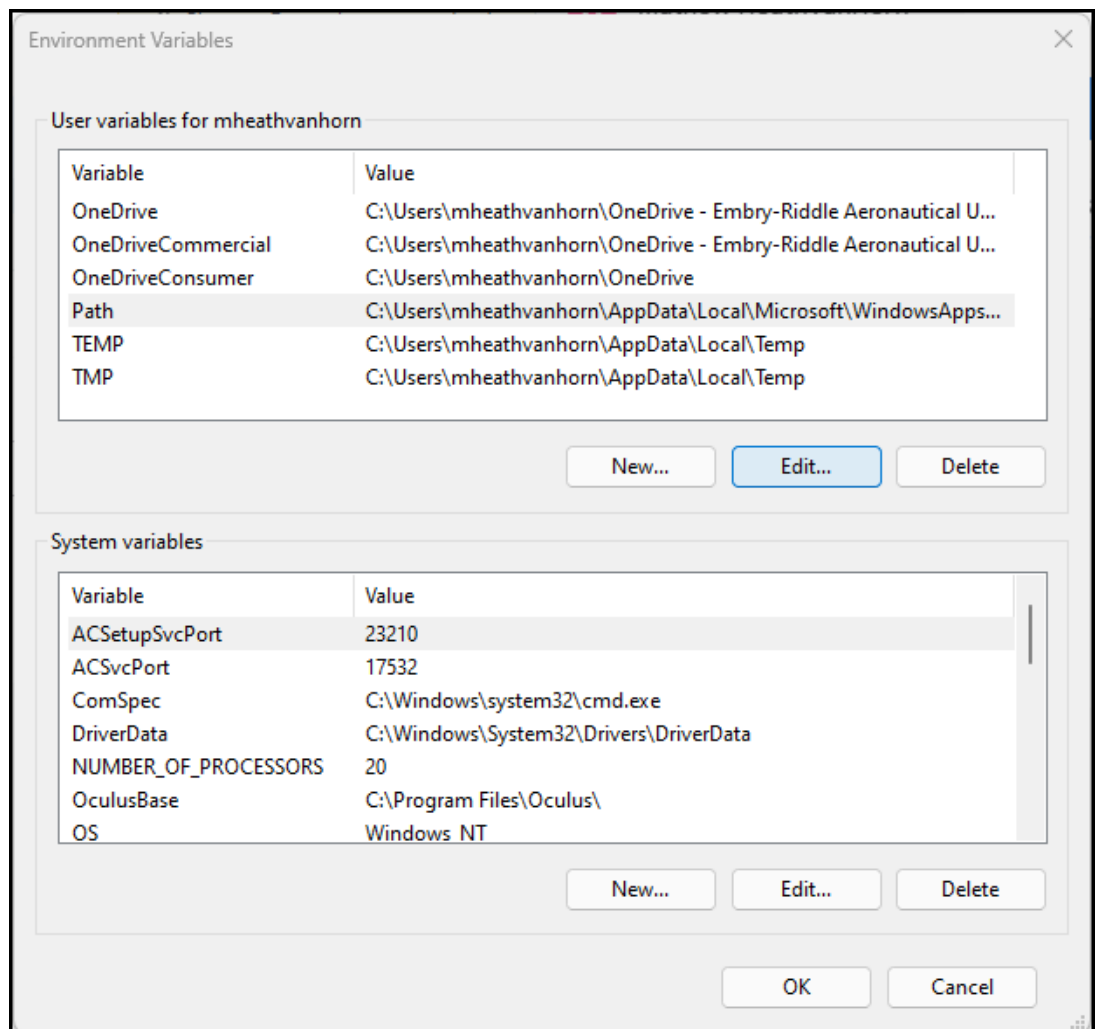 Environment Variables
User variables for mheathvanhorn
Variable Value
OneDrive C:\Users\mheathvanhorn\OneDrive - Embry-Riddle Aeronautical U...
OneDriveCommercial C:\Users\mheathvanhorn\OneDrive - Embry-Riddle Aeronautical U...
OneDriveConsumer C:\Users\mheathvanhorn\OneDrive
Path C:\Users\mheathvanhorn\AppData\Local\Microsoft\WindowsApps...
TEMP C:\Users\mheathvanhorn\AppData\Local\Temp
TMP C:\Users\mheathvanhorn\AppData\Local\Temp
New... Edit... Delete
System variables
Variable Value
ACSetupSvcPort 23210
ACSvcPort 17532
ComSpec C:\Windows\system32\cmd.exe
DriverData C:\Windows\System32\Drivers\DriverData
NUMBER_OF_PROCESSORS 20
OculusBase C:\Program Files\Oculus\
OS Windows_NT
New... Edit... Delete
OK Cancel